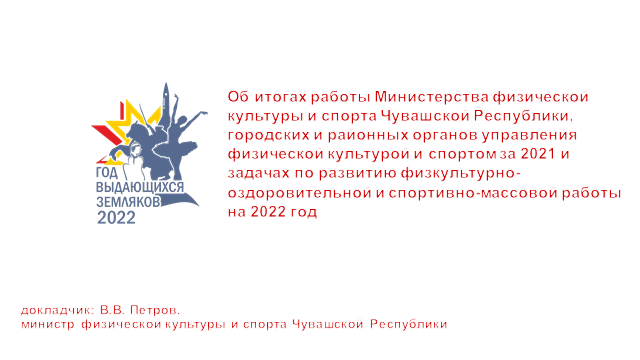 Об итогах работы Министерства физическои
культуры и спорта Чувашскои Республики,
городских и раионных органов управления
физическои культурои и спортом за 2021 и
задачах по развитию физкультурно-
оздоровительнои и спортивно-массовои работы
на 2022 год
ГОД
ВЫДАЮЩИХСЯ
ЗЕМЛЯКОВ
2022
докладчик: В.В. Петров,
министр физическои культуры и спорта Чувашскои Республики